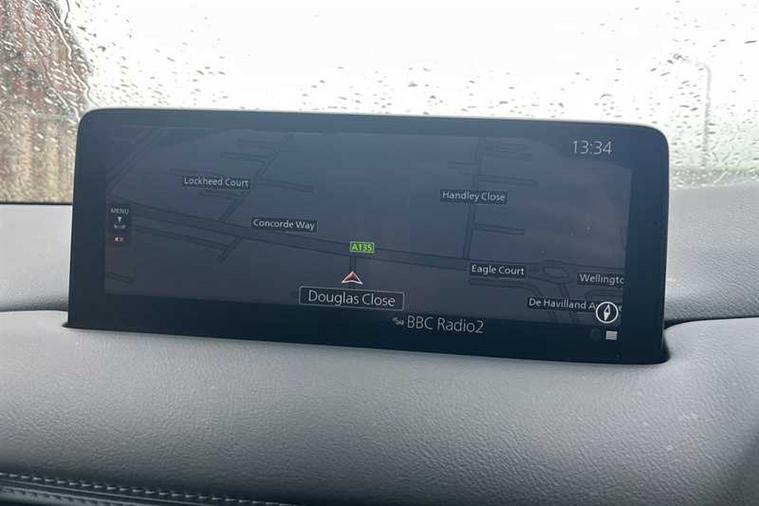 13:34
Lockheed Court
Handley Close
MENU
Concorde Way
A135
Eagle Court
Wellingto
Douglas Close
De Havilland A
BBC Radio2